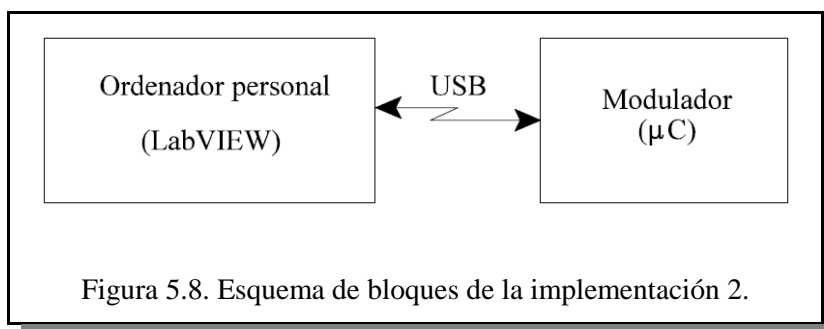 Ordenador personal
(LabVIEW)
USB
Modulador
(μC)
Figura 5.8. Esquema de bloques de la implementación 2.